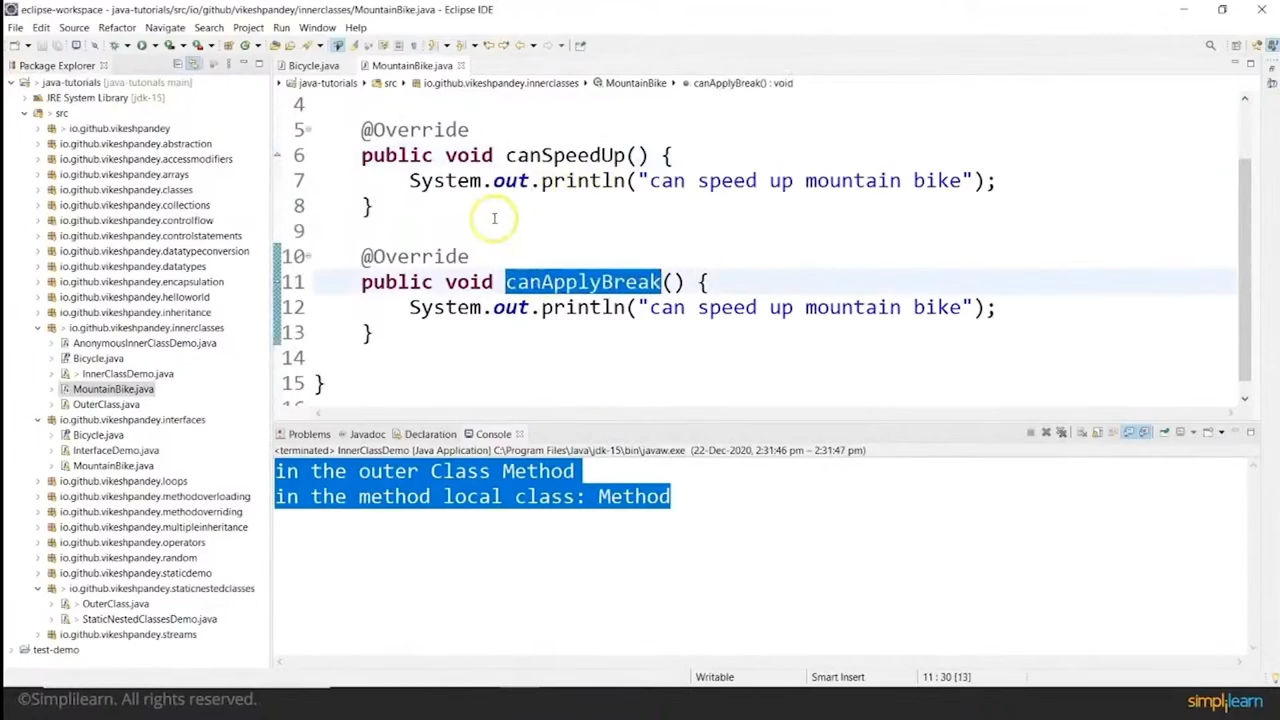 eclipse-workspace - java-tutorials/src/io/github/vikeshpandey/innerclasses/MountainBike.java - Eclipse IDE
File Edit Source Refactor Navigate Search Project Run Window Help
Package Explorer
Bicycle.java
MountainBike.java
java-tutorials [java-tutorials main]
java-tutorials
src
io.github.vikeshpandey.innerclasses
MountainBike
canApplyBreak() : void
JRE System Library [jdk-15]
src
io.github.vikeshpandey
io.github.vikeshpandey.abstraction
io.github.vikeshpandey.accessmodifiers
io.github.vikeshpandey.arrays
io.github.vikeshpandey.classes
io.github.vikeshpandey.collections
io.github.vikeshpandey.controlflow
io.github.vikeshpandey.controlstatements
io.github.vikeshpandey.datatypeconversion
io.github.vikeshpandey.datatypes
io.github.vikeshpandey.encapsulation
io.github.vikeshpandey.helloworld
io.github.vikeshpandey.inheritance
io.github.vikeshpandey.innerclasses
AnonymousInnerClassDemo.java
Bicycle.java
InnerClassDemo.java
MountainBike.java
OuterClass.java
io.github.vikeshpandey.interfaces
Bicycle.java
InterfaceDemo.java
MountainBike.java
io.github.vikeshpandey.loops
io.github.vikeshpandey.methodoverloading
io.github.vikeshpandey.methodoverriding
io.github.vikeshpandey.multipleinheritance
io.github.vikeshpandey.operators
io.github.vikeshpandey.random
io.github.vikeshpandey.staticdemo
io.github.vikeshpandey.staticnestedclasses
OuterClass.java
StaticNestedClassesDemo.java
io.github.vikeshpandey.streams
test-demo
4
5 @Override
6 public void canSpeedUp() {
7 System.out.println("can speed up mountain bike");
8 }
9
10 @Override
11 public void canApplyBreak() {
12 System.out.println("can speed up mountain bike");
13 }
14
15 }
Problems
Javadoc
Declaration
Console
<terminated> InnerClassDemo [Java Application] C:\Program Files\Java\jdk-15\bin\javaw.exe (22-Dec-2020, 2:31:46 pm – 2:31:47 pm)
in the outer Class Method
in the method local class: Method
Writable
Smart Insert
11 : 30 [13]
©Simplilearn. All rights reserved.
simplilearn